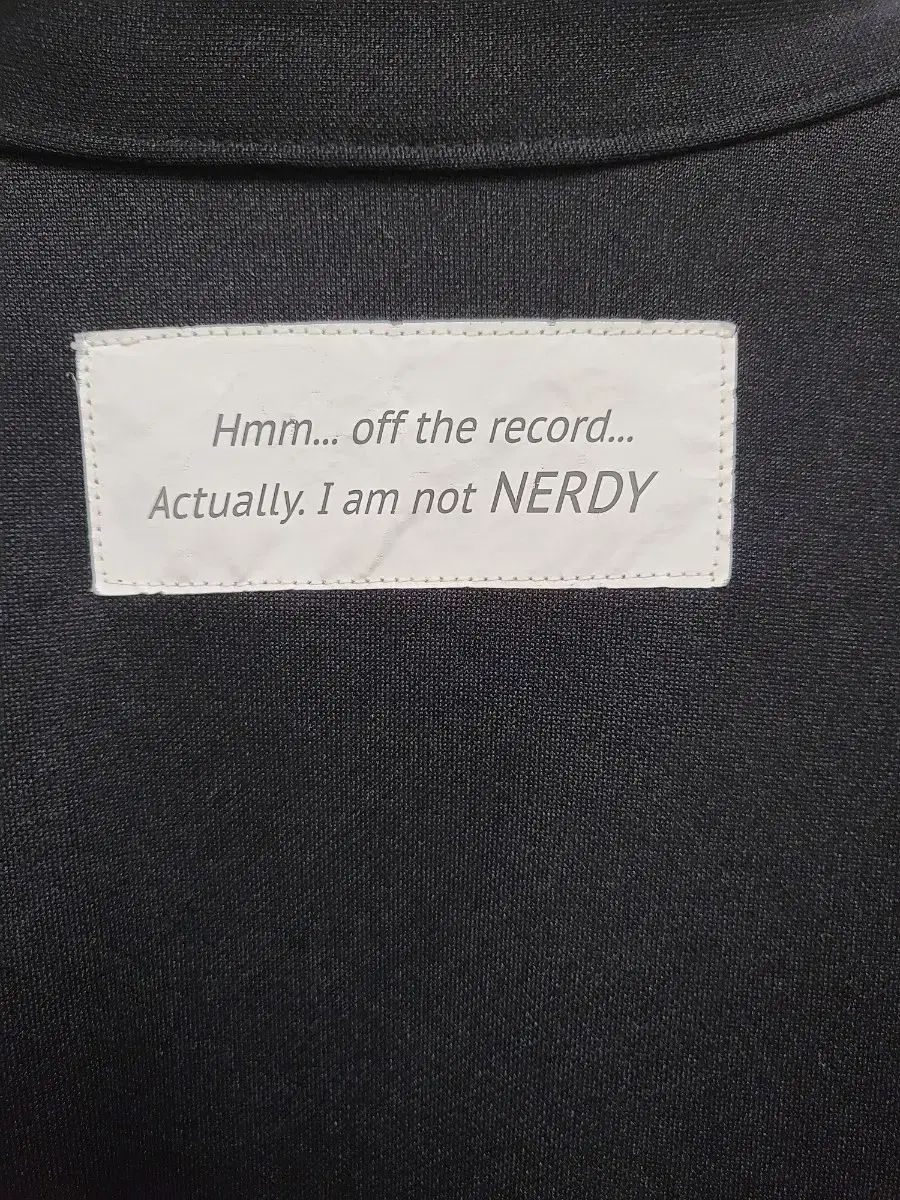 Hmm... off the record...
Actually. I am not NERDY